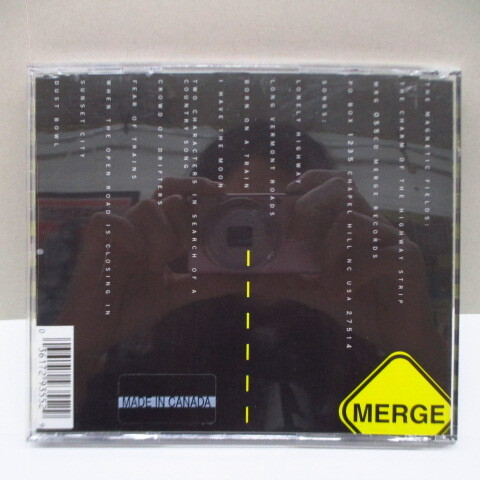 THE MAGNETIC FIELDS:
THE CHARM OF THE HIGHWAY STRIP
MERGE RECORDS
PO BOX 1235 CHAPEL HILL NC USA 27514
SONGS:
LONELY HIGHWAY
LONG VERMONT ROADS
BORN ON A TRAIN
I HAVE THE MOON
TWO CHARACTERS IN SEARCH OF A
COUNTRY SONG
CROWD OF DRIFTERS
FEAR OF TRAINS
WHEN THE OPEN ROAD IS CLOSING IN
SUNSET CITY
DUST BOWL
MADE IN CANADA
MERGE